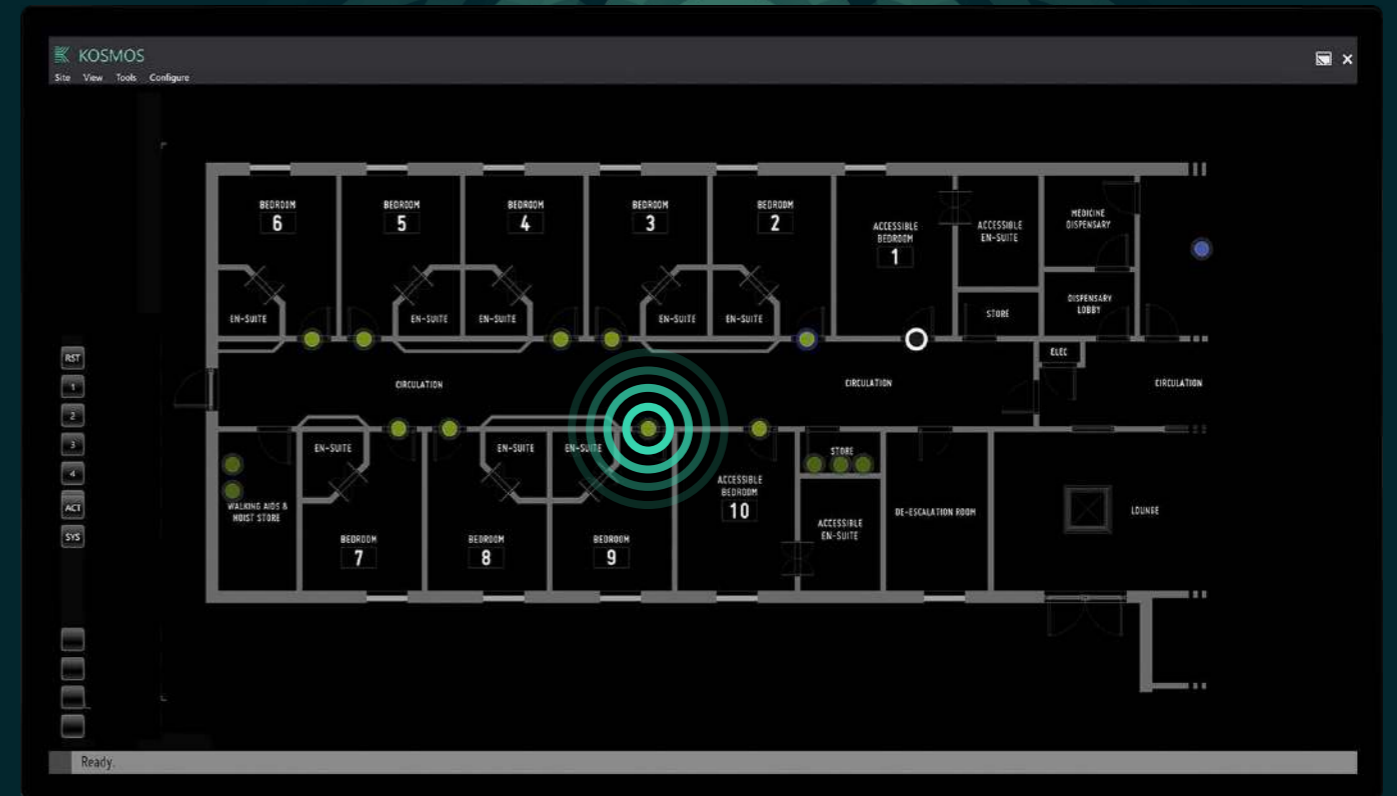 KOSMOS
Site View Tools Configure
BEDROOM
6
BEDROOM
5
BEDROOM
4
BEDROOM
3
BEDROOM
2
ACCESSIBLE
BEDROOM
1
ACCESSIBLE
EN-SUITE
MEDICINE
DISPENSARY
EN-SUITE
EN-SUITE
EN-SUITE
EN-SUITE
EN-SUITE
STORE
DISPENSARY
LOBBY
ELEC
CIRCULATION
CIRCULATION
CIRCULATION
RST
1
2
3
4
ACT
SYS
EN-SUITE
EN-SUITE
EN-SUITE
STORE
WALKING AIDS &
HOIST STORE
BEDROOM
7
BEDROOM
8
BEDROOM
9
ACCESSIBLE
BEDROOM
10
ACCESSIBLE
EN-SUITE
DE-ESCALATION ROOM
LOUNGE
Ready.